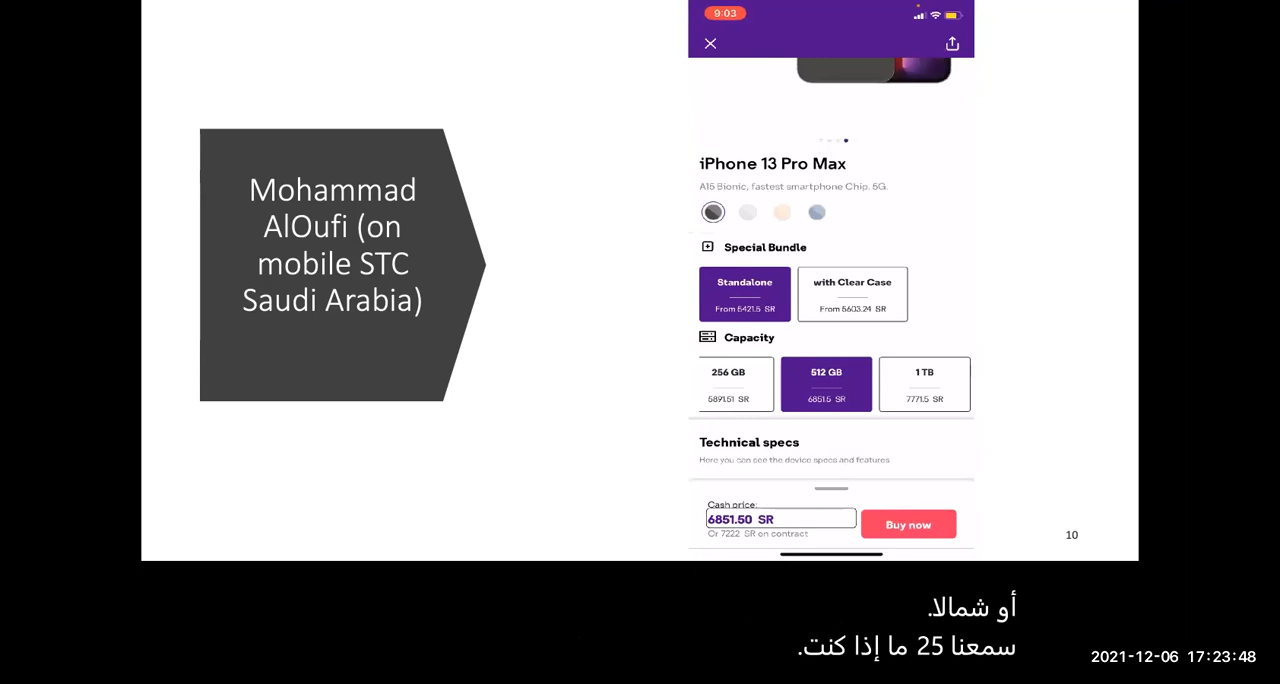 Mohammad
AlOufi (on
mobile STC
Saudi Arabia)
9:03
iPhone 13 Pro Max
A15 Bionic, fastest smartphone Chip. 5G.
Special Bundle
Standalone
From 5421.5 SR
with Clear Case
From 5603.24 SR
Capacity
256 GB
5891.51 SR
512 GB
6851.5 SR
1 TB
7771.5 SR
Technical specs
Here you can see the device specs and features
Cash price:
6851.50 SR
Or 7222 SR on contract
Buy now
10
أو شمالا.
سمعنا 25 ما إذا كنت.
2021-12-06 17:23:48